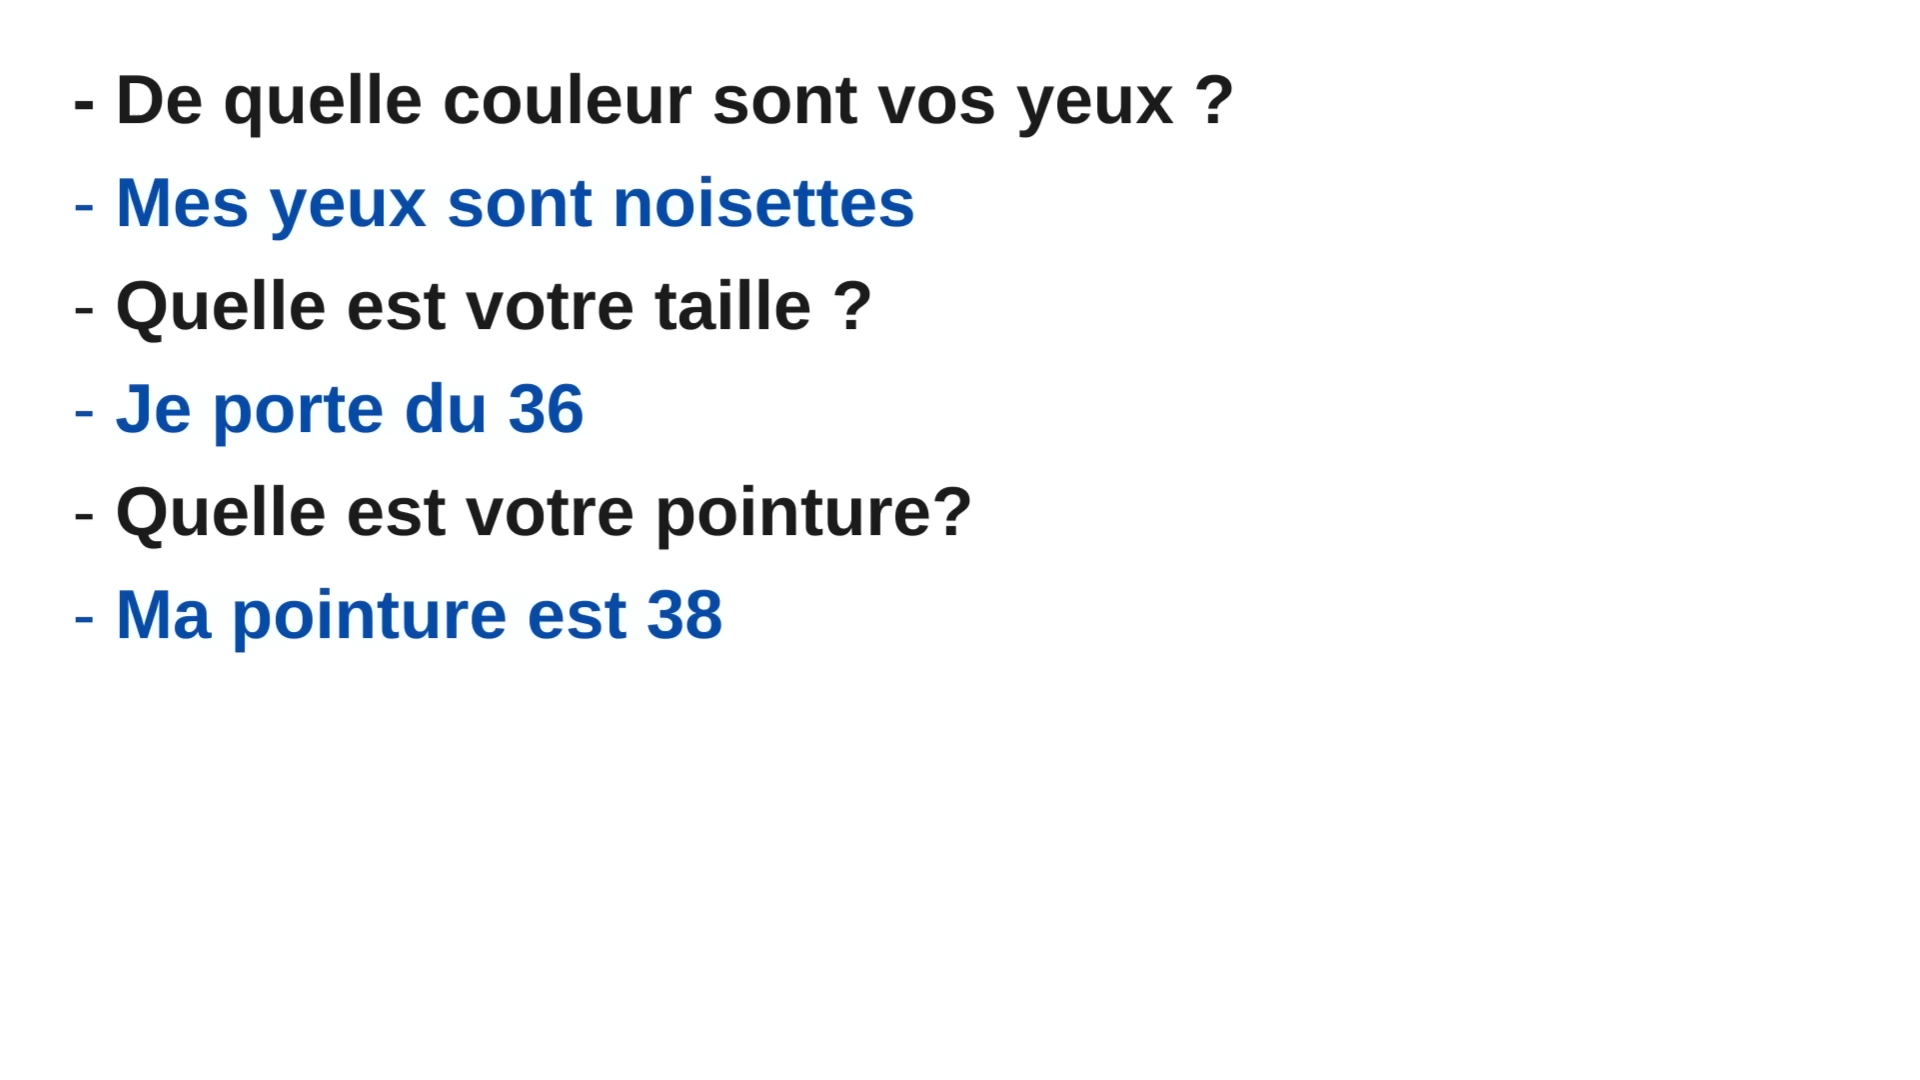 - De quelle couleur sont vos yeux ?
- Mes yeux sont noisettes
- Quelle est votre taille ?
- Je porte du 36
- Quelle est votre pointure?
- Ma pointure est 38